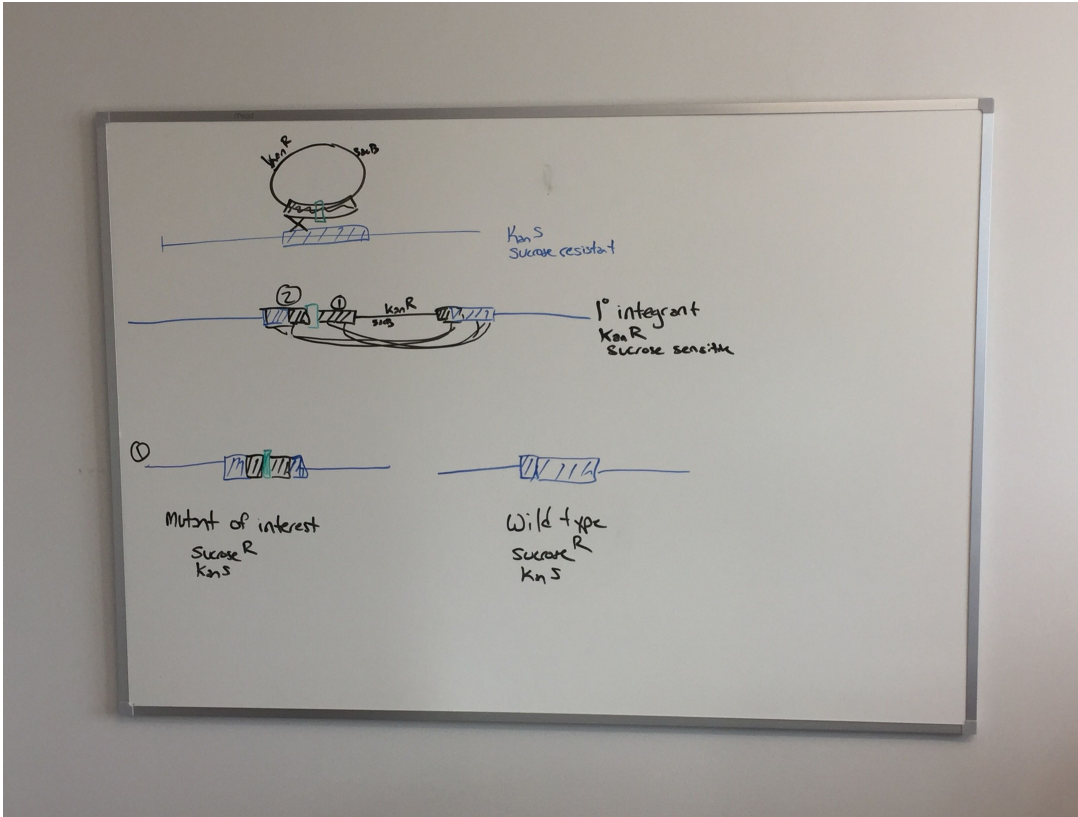 KanR
sacB
KanS
Sucrose resistant
②
①
KanR
sacB
1° integrant
KanR
Sucrose sensitive
①
Mutant of interest
SucroseR
KanS
Wild type
SucroseR
KanS